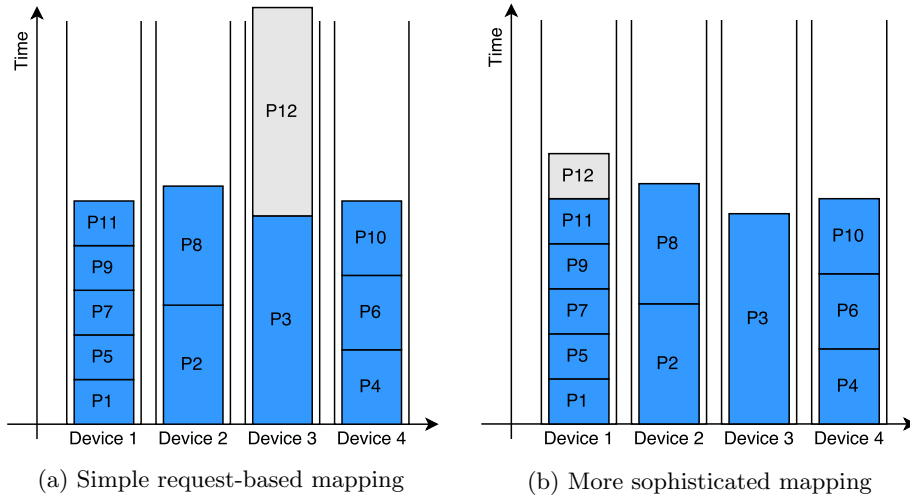 Time
P12
P11
P9
P7
P5
P1
P8
P2
P3
P10
P6
P4
Device 1 Device 2 Device 3 Device 4
(a) Simple request-based mapping
Time
P12
P11
P9
P7
P5
P1
P8
P2
P3
P10
P6
P4
Device 1 Device 2 Device 3 Device 4
(b) More sophisticated mapping